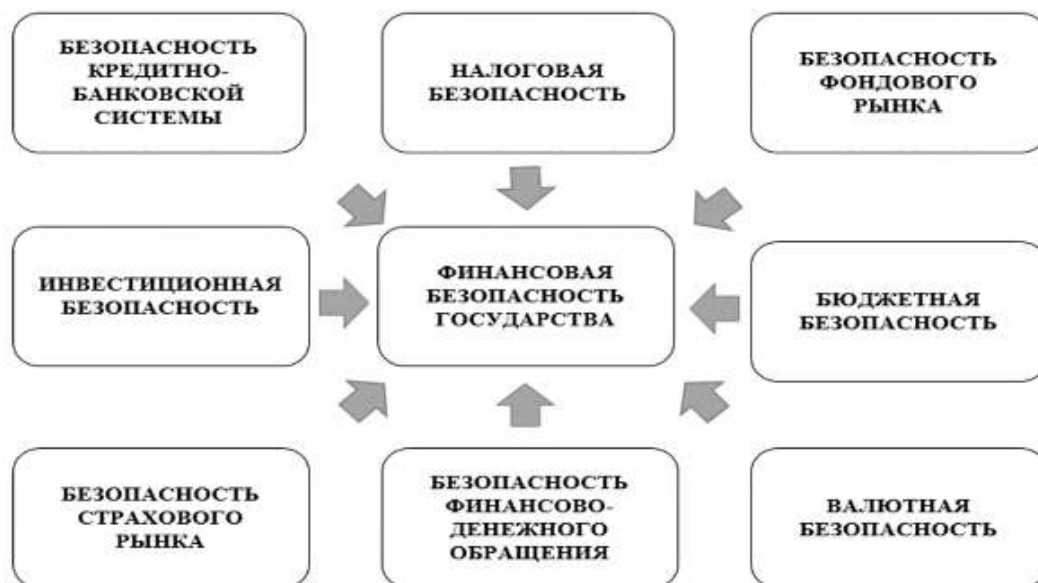 БЕЗОПАСНОСТЬ
КРЕДИТНО-
БАНКОВСКОЙ
СИСТЕМЫ
НАЛОГОВАЯ
БЕЗОПАСНОСТЬ
БЕЗОПАСНОСТЬ
ФОНДОВОГО
РЫНКА
ИНВЕСТИЦИОННАЯ
БЕЗОПАСНОСТЬ
ФИНАНСОВАЯ
БЕЗОПАСНОСТЬ
ГОСУДАРСТВА
БЮДЖЕТНАЯ
БЕЗОПАСНОСТЬ
БЕЗОПАСНОСТЬ
СТРАХОВОГО
РЫНКА
БЕЗОПАСНОСТЬ
ФИНАНСОВО-
ДЕНЕЖНОГО
ОБРАЩЕНИЯ
ВАЛЮТНАЯ
БЕЗОПАСНОСТЬ